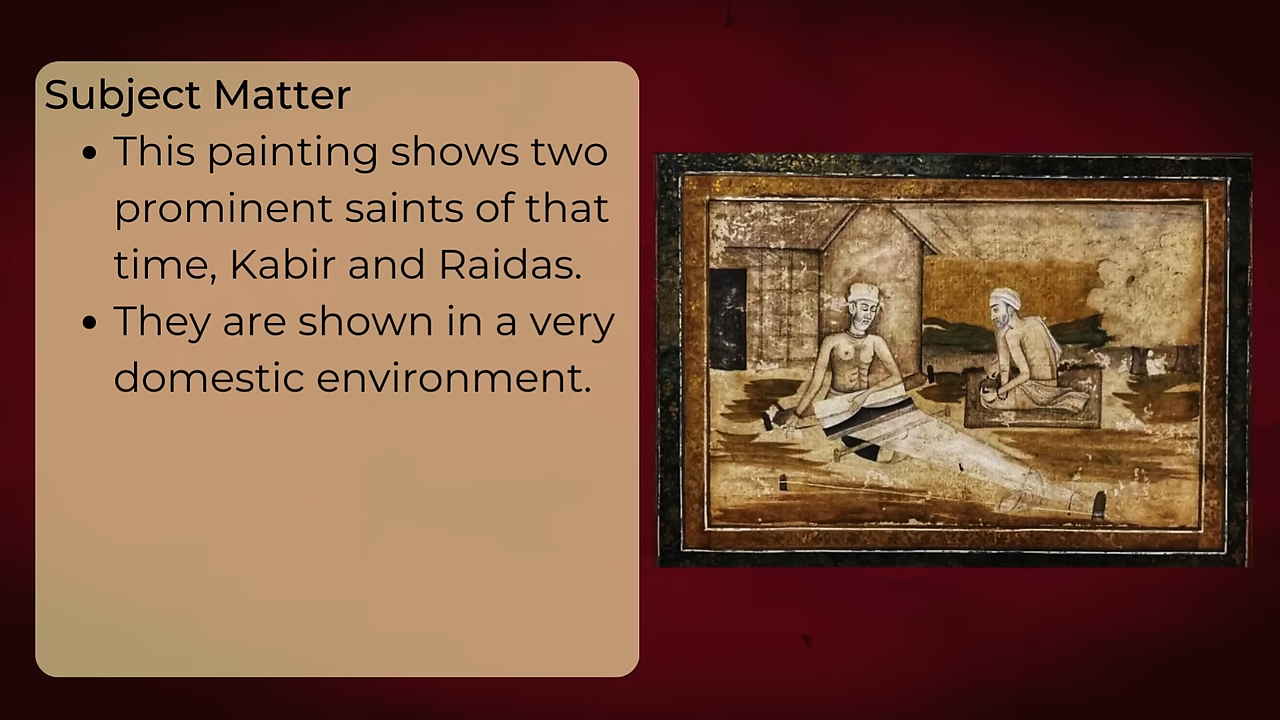 Subject Matter
• This painting shows two
prominent saints of that
time, Kabir and Raidas.
• They are shown in a very
domestic environment.